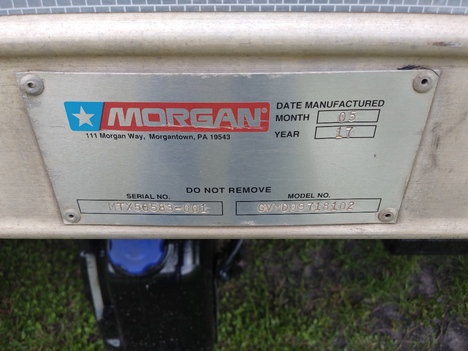 MORGAN
111 Morgan Way, Morgantown, PA 19543
DATE MANUFACTURED
MONTH 05
YEAR 17
DO NOT REMOVE
SERIAL NO. MODEL NO.
GVMD09718102